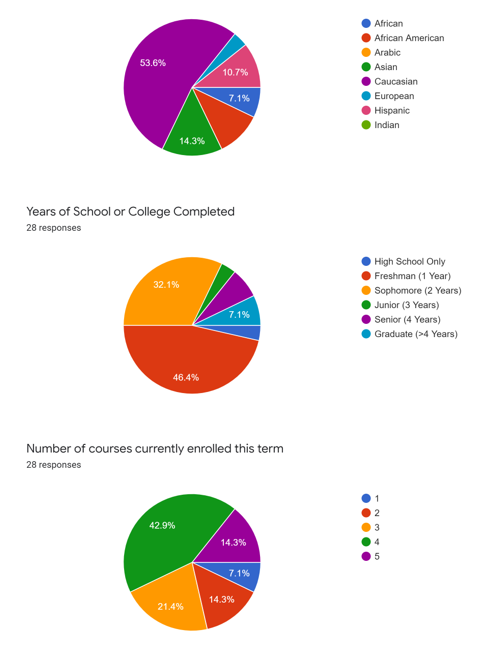 53.6%
10.7%
7.1%
14.3%
African
African American
Arabic
Asian
Caucasian
European
Hispanic
Indian
Years of School or College Completed
28 responses
32.1%
7.1%
46.4%
High School Only
Freshman (1 Year)
Sophomore (2 Years)
Junior (3 Years)
Senior (4 Years)
Graduate (>4 Years)
Number of courses currently enrolled this term
28 responses
42.9%
14.3%
7.1%
14.3%
21.4%
1
2
3
4
5